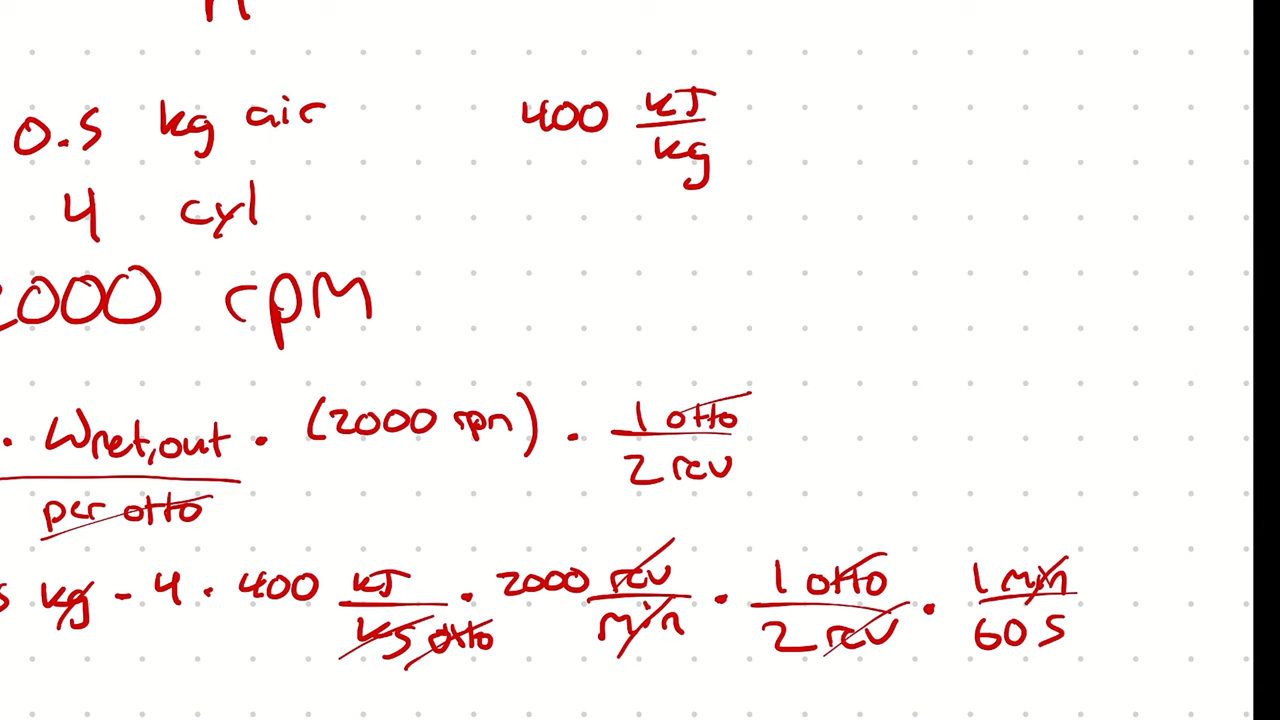 0.5 kg air 400 kJ/kg
4 cyl
2000 rpm
· Wnet,out/per otto · (2000 rpm) · 1 otto/2 rev
5 kg - 4 · 400 kJ/kg otto · 2000 rev/min · 1 otto/2 rev · 1 min/60 s